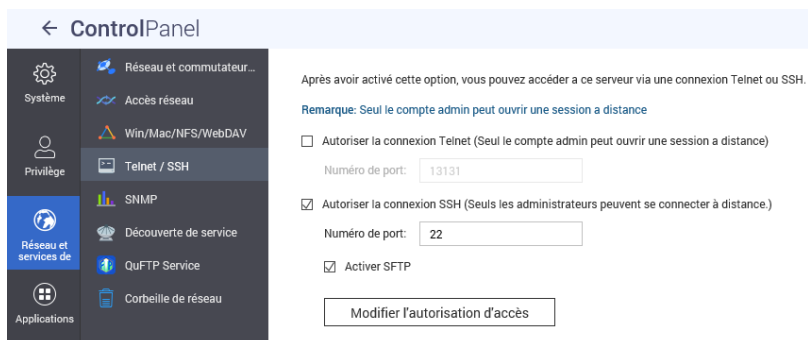 ControlPanel
Système
Privilège
Réseau et
services de
Applications
Réseau et commutateur...
Accès réseau
Win/Mac/NFS/WebDAV
Telnet / SSH
SNMP
Découverte de service
QuFTP Service
Corbeille de réseau
Après avoir activé cette option, vous pouvez accéder a ce serveur via une connexion Telnet ou SSH.
Remarque: Seul le compte admin peut ouvrir une session a distance
Autoriser la connexion Telnet (Seul le compte admin peut ouvrir une session a distance)
Numéro de port: 13131
Autoriser la connexion SSH (Seuls les administrateurs peuvent se connecter à distance.)
Numéro de port: 22
Activer SFTP
Modifier l'autorisation d'accès